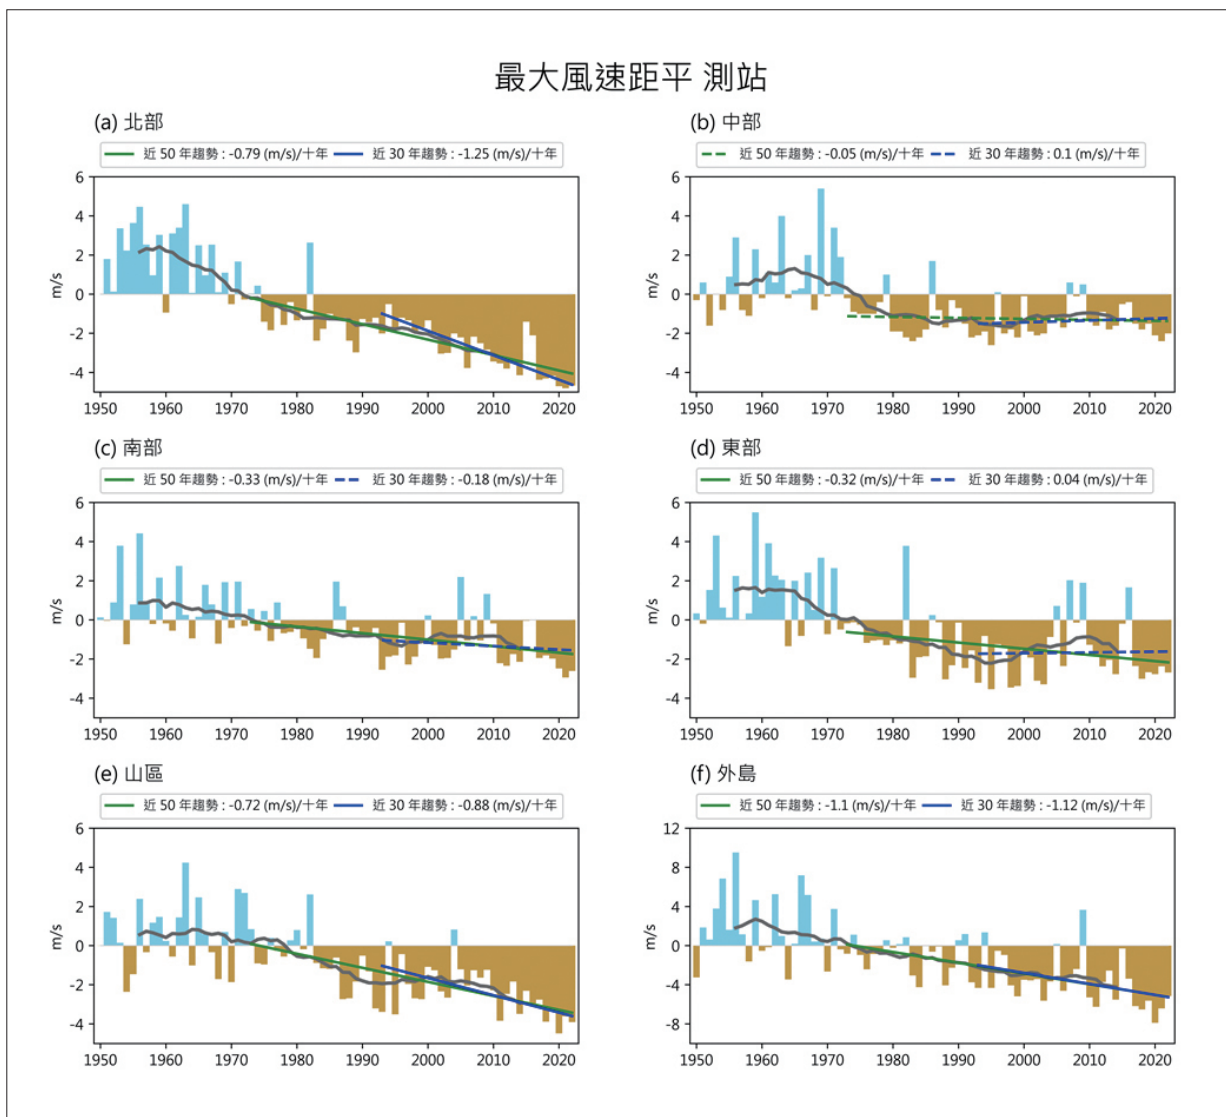 最大風速距平 測站
(a) 北部
近 50 年趨勢 : -0.79 (m/s)/十年 近 30 年趨勢 : -1.25 (m/s)/十年
6
4
2
0
-2
-4
m/s
1950 1960 1970 1980 1990 2000 2010 2020
(b) 中部
近 50 年趨勢 : -0.05 (m/s)/十年 近 30 年趨勢 : 0.1 (m/s)/十年
6
4
2
0
-2
-4
m/s
1950 1960 1970 1980 1990 2000 2010 2020
(c) 南部
近 50 年趨勢 : -0.33 (m/s)/十年 近 30 年趨勢 : -0.18 (m/s)/十年
6
4
2
0
-2
-4
m/s
1950 1960 1970 1980 1990 2000 2010 2020
(d) 東部
近 50 年趨勢 : -0.32 (m/s)/十年 近 30 年趨勢 : 0.04 (m/s)/十年
6
4
2
0
-2
-4
m/s
1950 1960 1970 1980 1990 2000 2010 2020
(e) 山區
近 50 年趨勢 : -0.72 (m/s)/十年 近 30 年趨勢 : -0.88 (m/s)/十年
6
4
2
0
-2
-4
m/s
1950 1960 1970 1980 1990 2000 2010 2020
(f) 外島
近 50 年趨勢 : -1.1 (m/s)/十年 近 30 年趨勢 : -1.12 (m/s)/十年
12
8
4
0
-4
-8
m/s
1950 1960 1970 1980 1990 2000 2010 2020